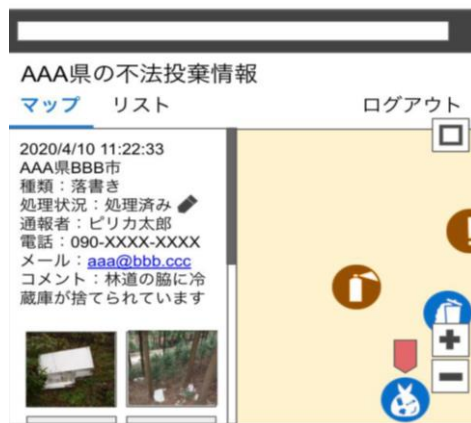 AAA県の不法投棄情報
マップ リスト ログアウト
2020/4/10 11:22:33
AAA県BBB市
種類：落書き
処理状況：処理済み
通報者：ピリカ太郎
電話：090-XXXX-XXXX
メール：aaa@bbb.ccc
コメント：林道の脇に冷
蔵庫が捨てられています